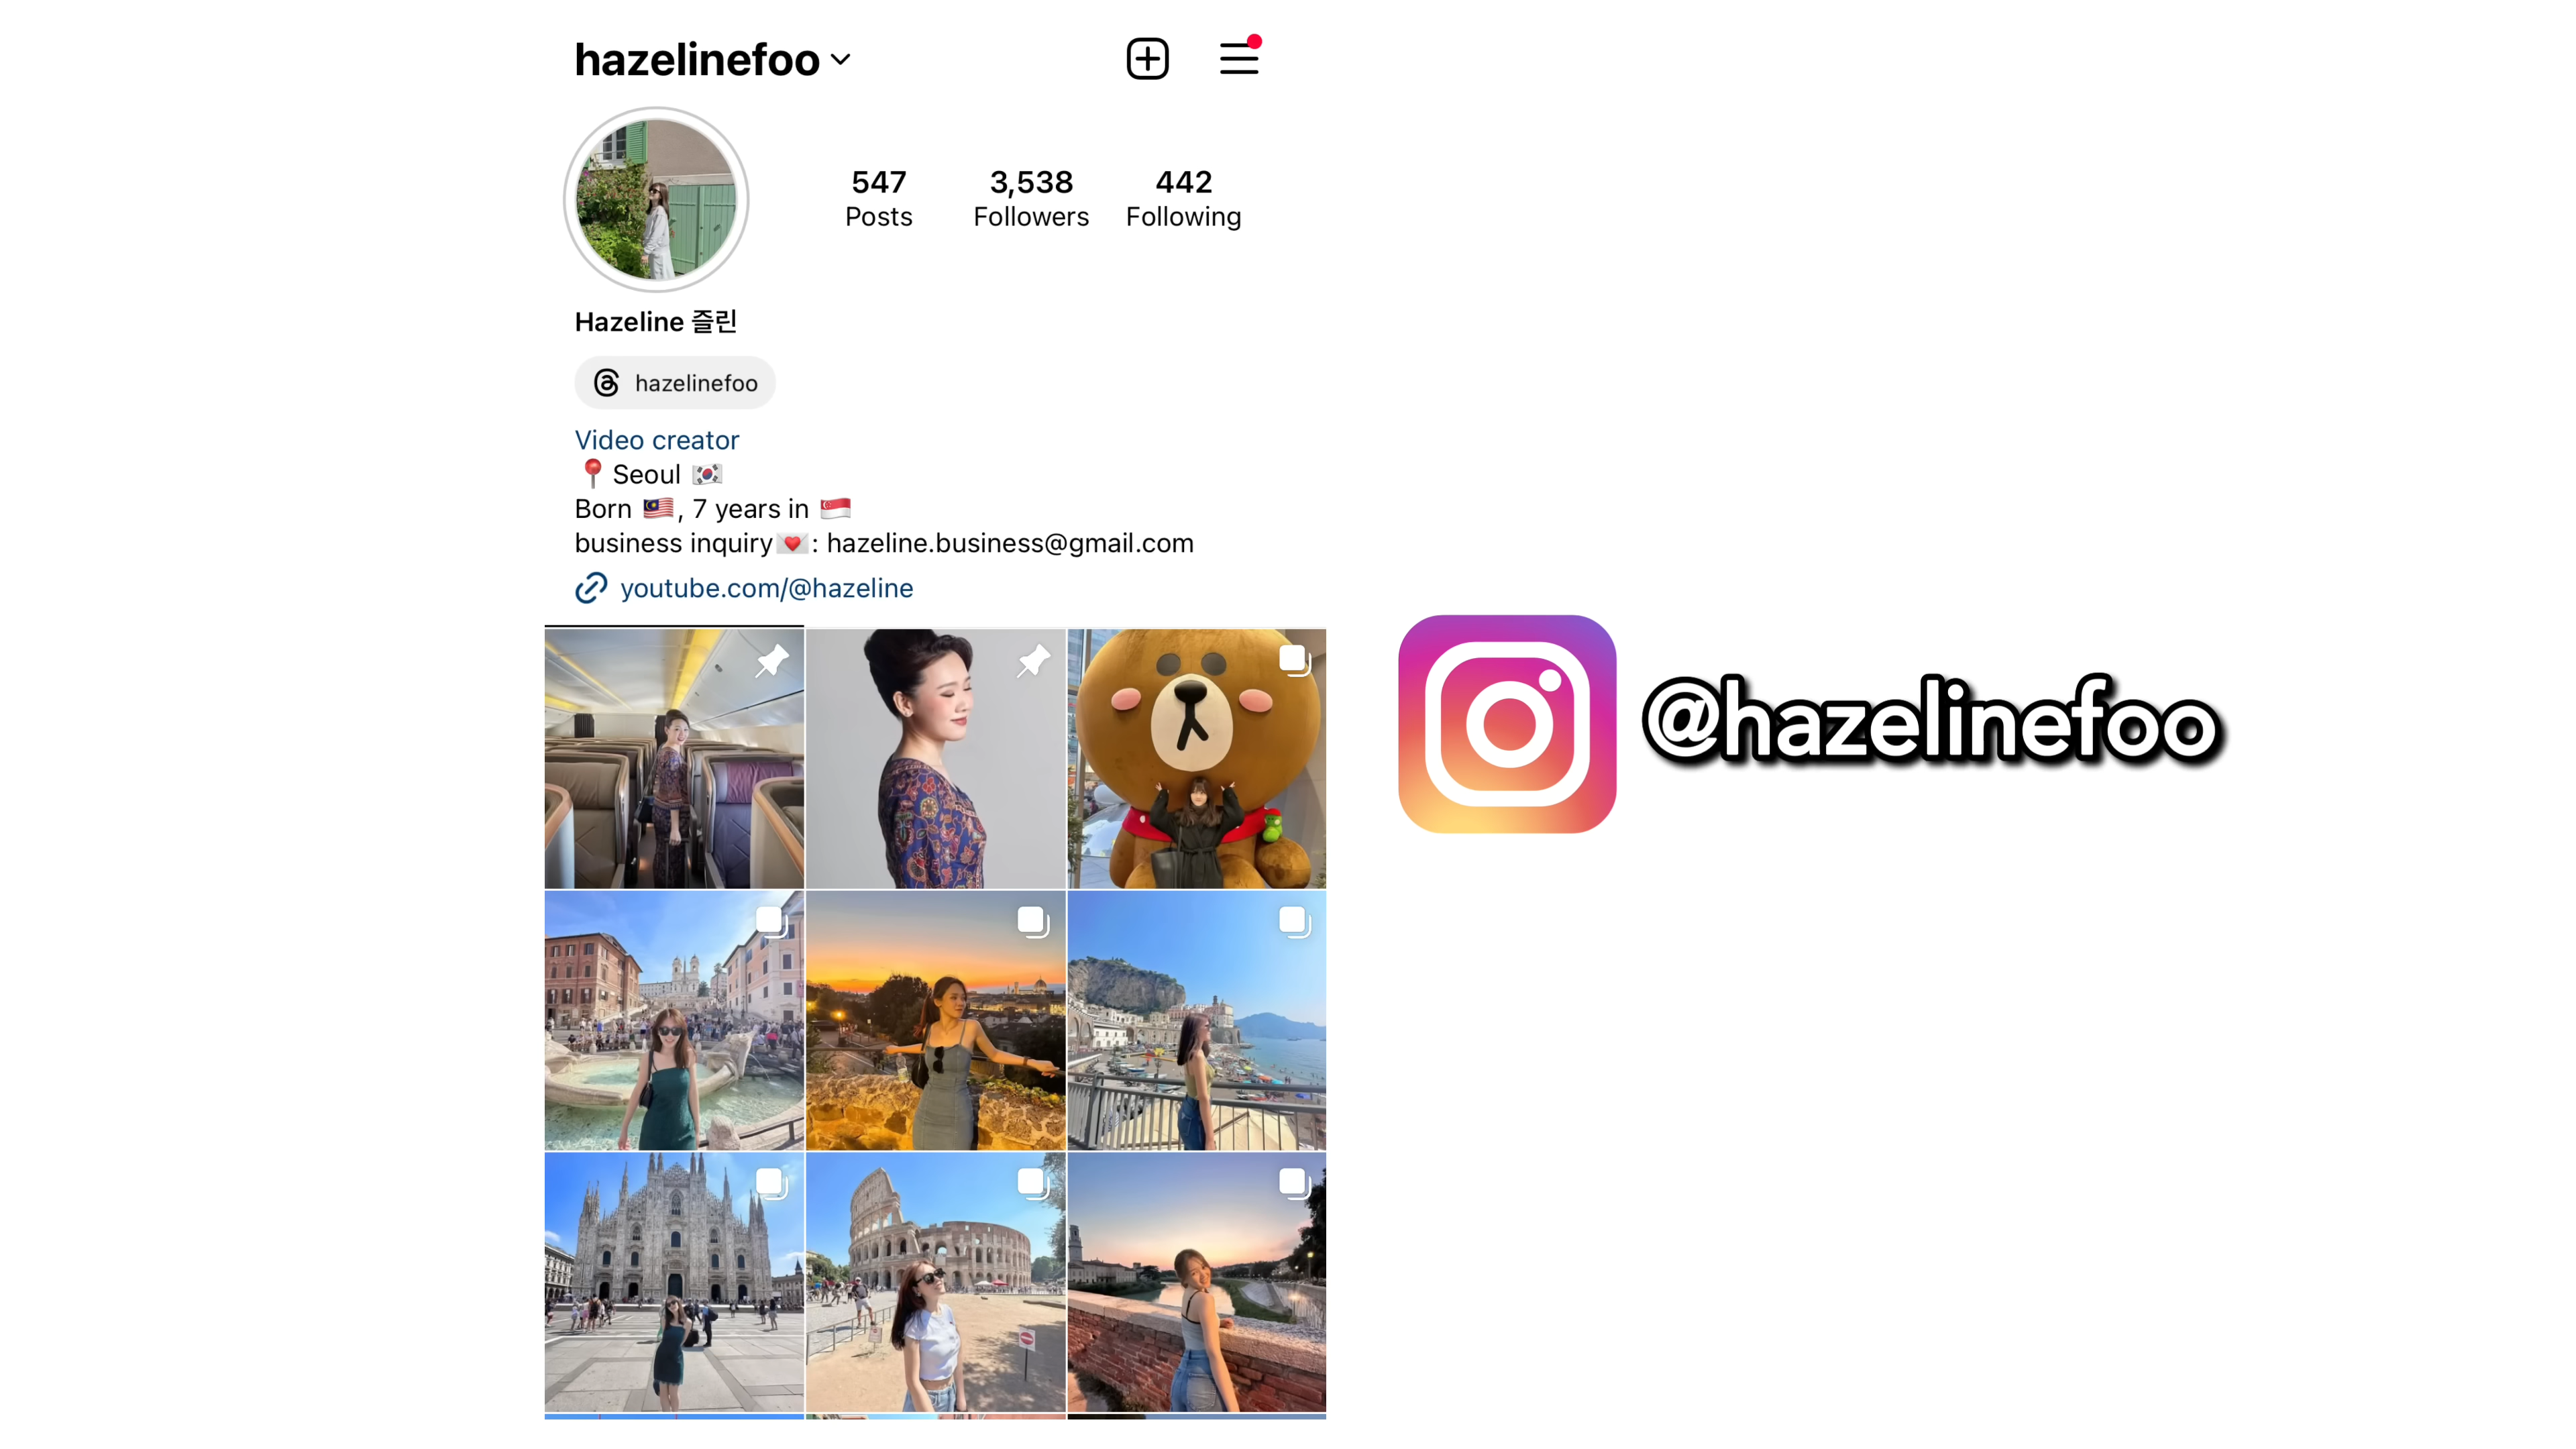 hazelinefoo
547
Posts
3,538
Followers
442
Following
Hazeline 즐린
hazelinefoo
Video creator
📍 Seoul 🇰🇷
Born 🇲🇾, 7 years in 🇸🇬
business inquiry💌: hazeline.business@gmail.com
youtube.com/@hazeline
@hazelinefoo